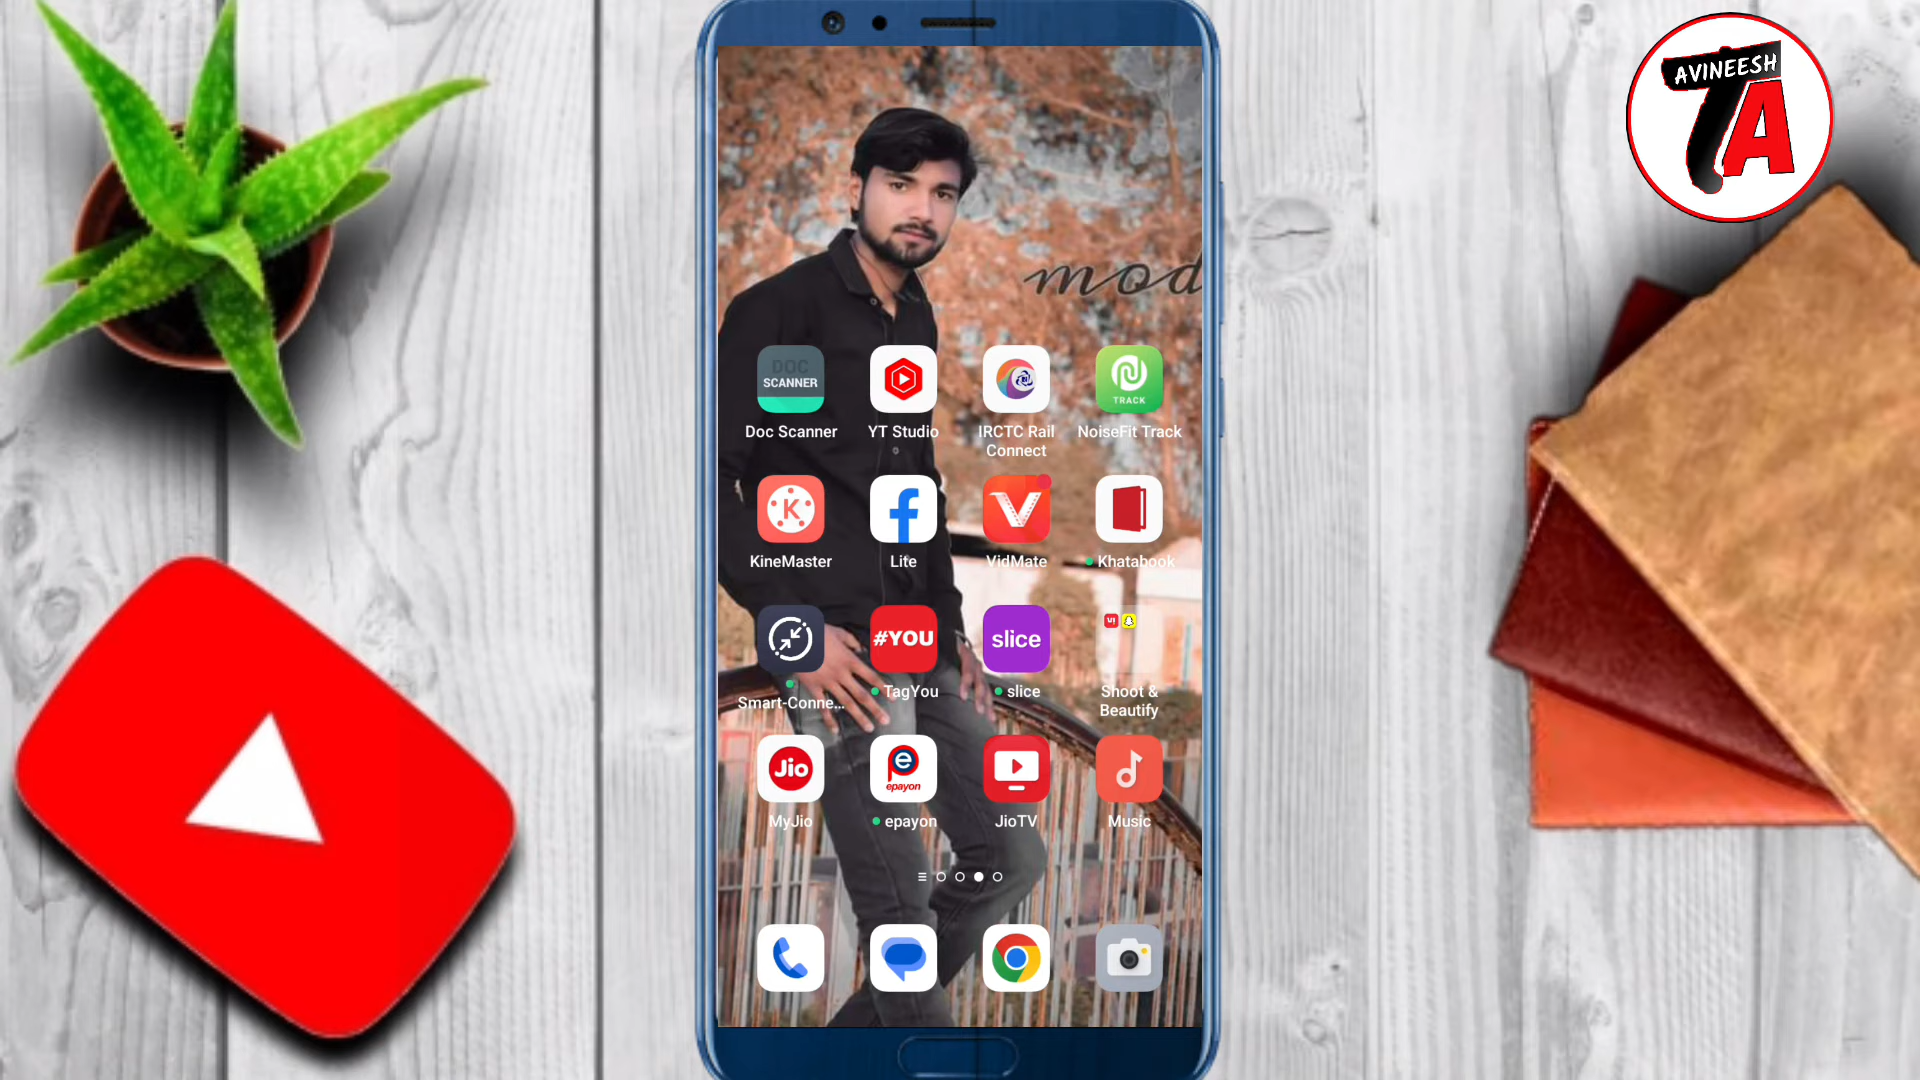 AVINEESH
TA
mod
DOC
SCANNER
TRACK
Doc Scanner
YT Studio
IRCTC Rail
Connect
NoiseFit Track
K
KineMaster
Lite
VidMate
Khatabook
#YOU
slice
Smart-Conne...
TagYou
slice
Shoot &
Beautify
Jio
e
epayon
MyJio
epayon
JioTV
Music